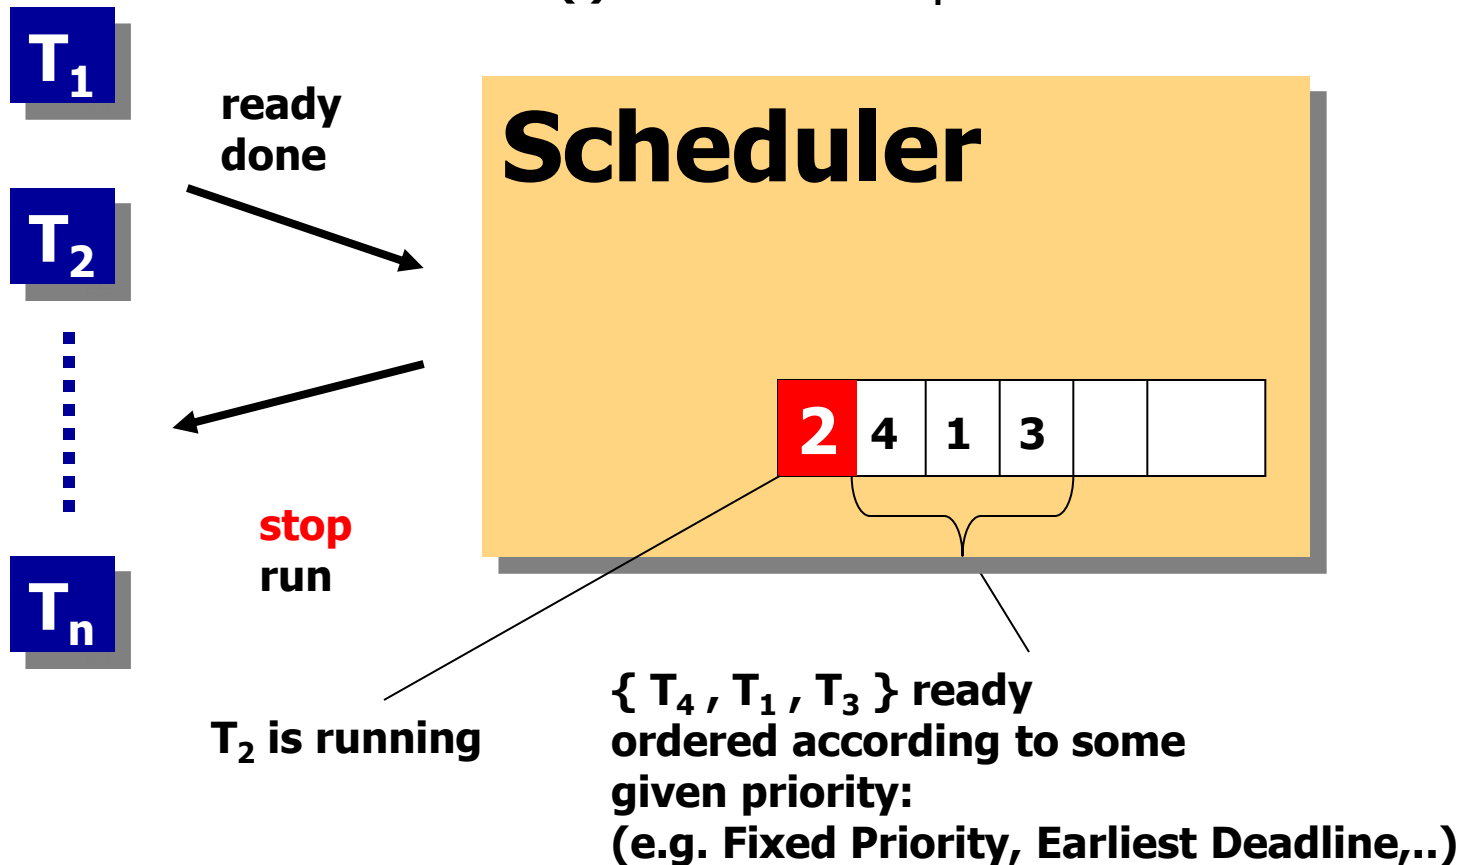 T1
ready
done
Scheduler
T2
2 4 1 3
stop
run
Tn
T2 is running
{ T4 , T1 , T3 } ready
ordered according to some
given priority:
(e.g. Fixed Priority, Earliest Deadline,..)